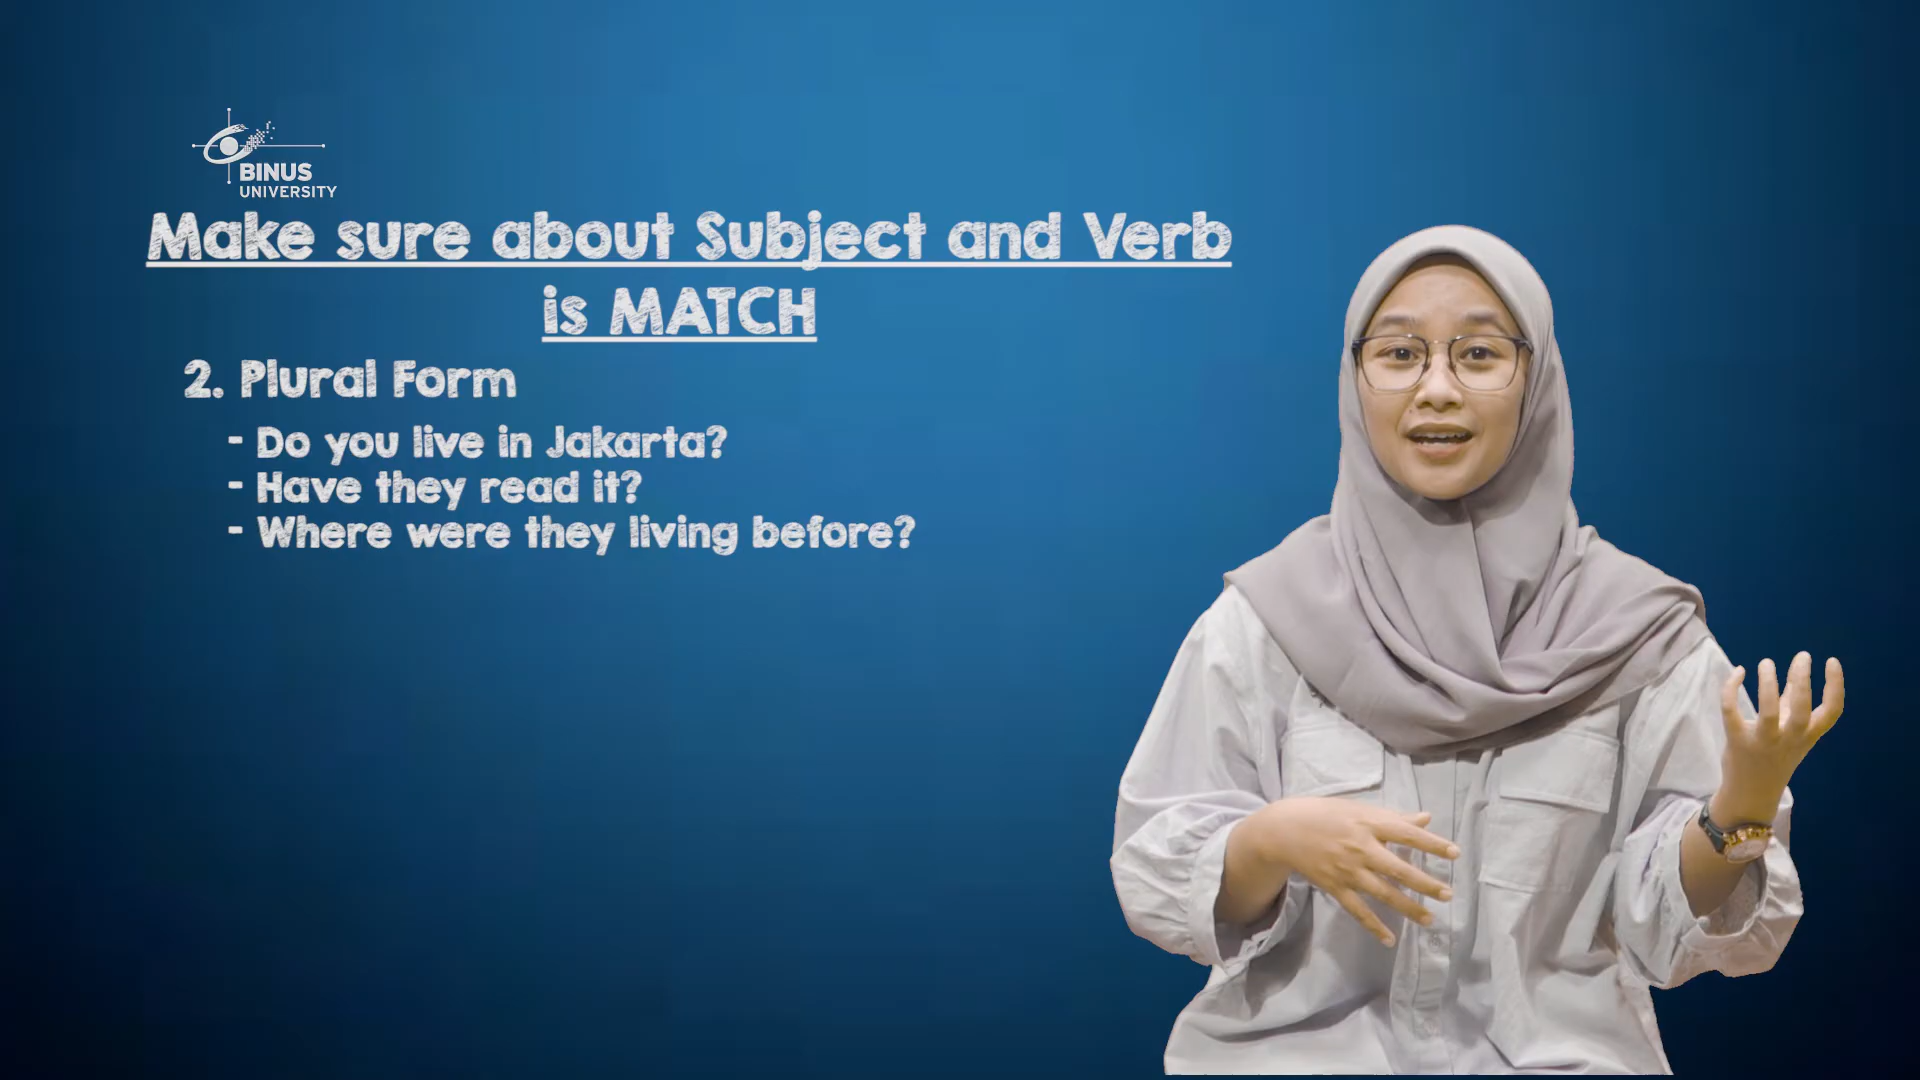 BINUS
UNIVERSITY
Make sure about Subject and Verb
is MATCH
2. Plural Form
- Do you live in Jakarta?
- Have they read it?
- Where were they living before?